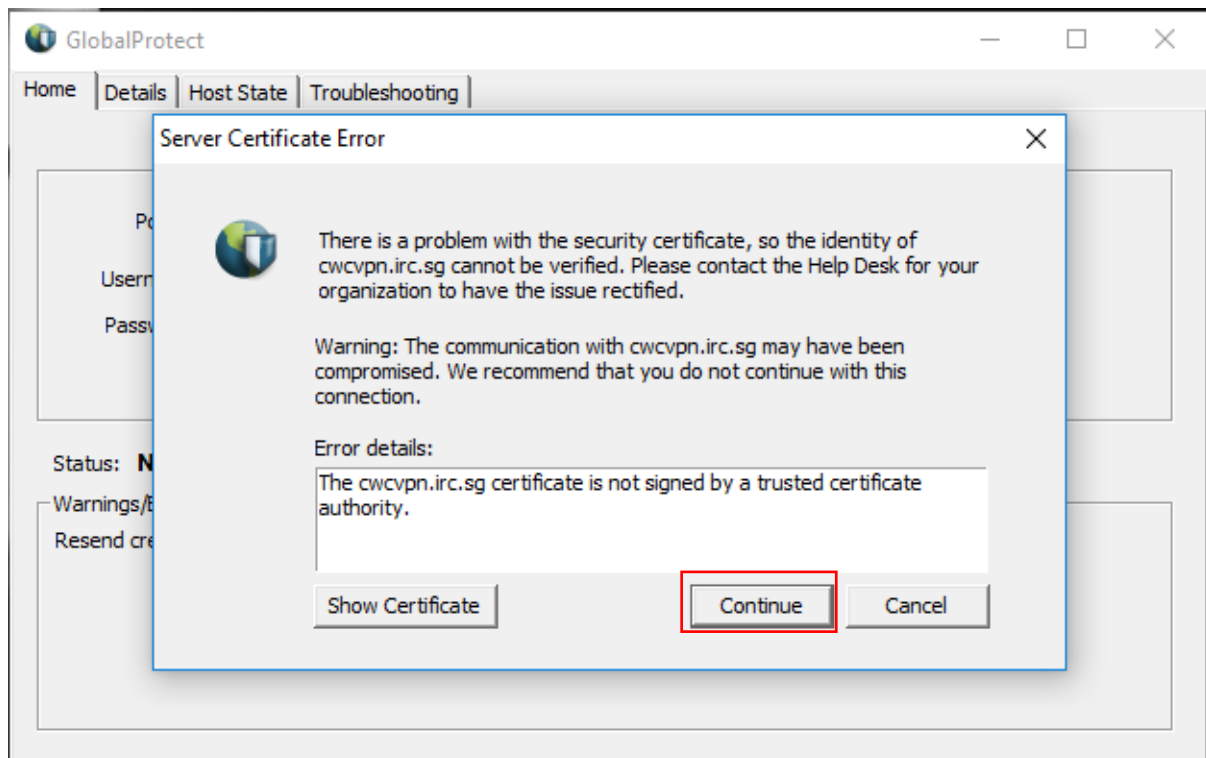 GlobalProtect
Home Details Host State Troubleshooting
Server Certificate Error
There is a problem with the security certificate, so the identity of
cwcvpn.irc.sg cannot be verified. Please contact the Help Desk for your
organization to have the issue rectified.
Warning: The communication with cwcvpn.irc.sg may have been
compromised. We recommend that you do not continue with this
connection.
Error details:
The cwcvpn.irc.sg certificate is not signed by a trusted certificate
authority.
Show Certificate Continue Cancel
Status:
Resend